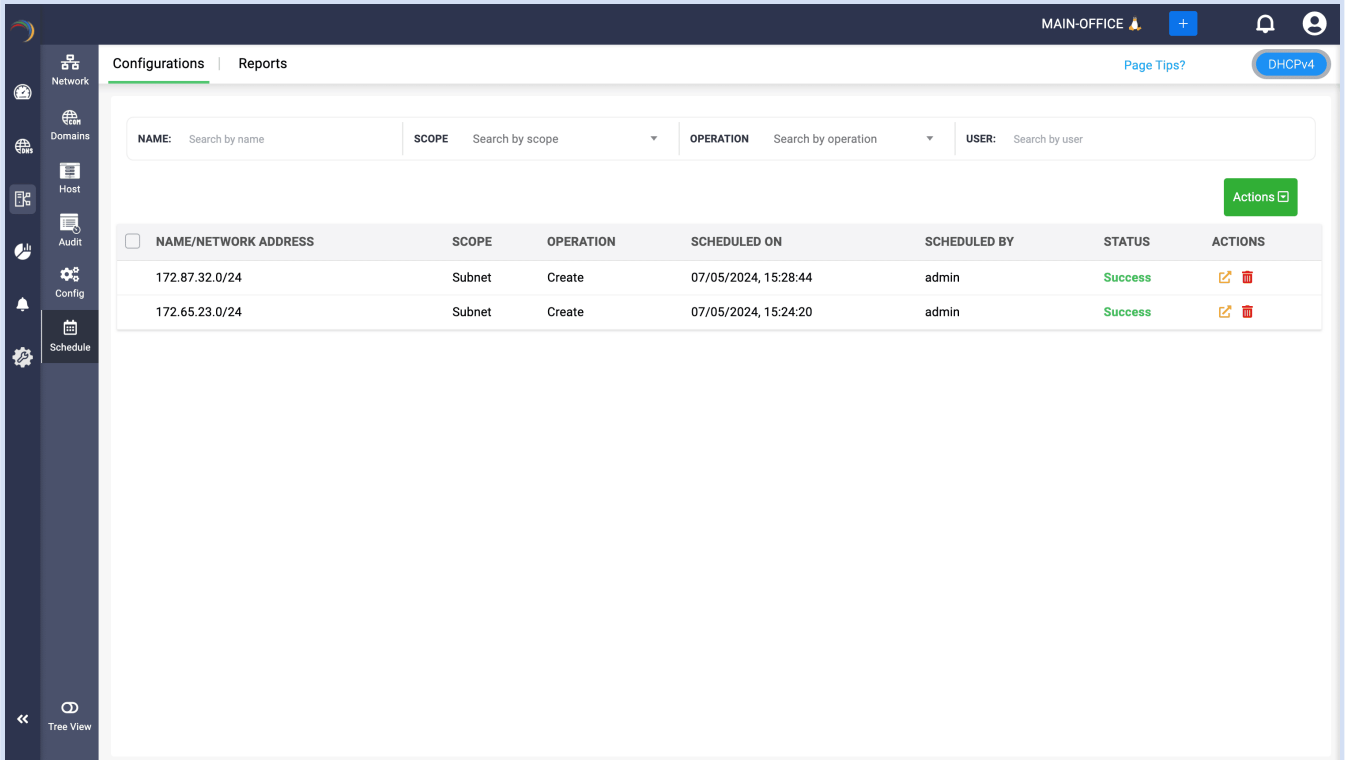 MAIN-OFFICE
Configurations Reports Page Tips? DHCPv4
Network
Domains
DNS
Host
Audit
Config
Schedule
Tree View
NAME: Search by name SCOPE Search by scope OPERATION Search by operation USER: Search by user
Actions
NAME/NETWORK ADDRESS SCOPE OPERATION SCHEDULED ON SCHEDULED BY STATUS ACTIONS
172.87.32.0/24 Subnet Create 07/05/2024, 15:28:44 admin Success
172.65.23.0/24 Subnet Create 07/05/2024, 15:24:20 admin Success